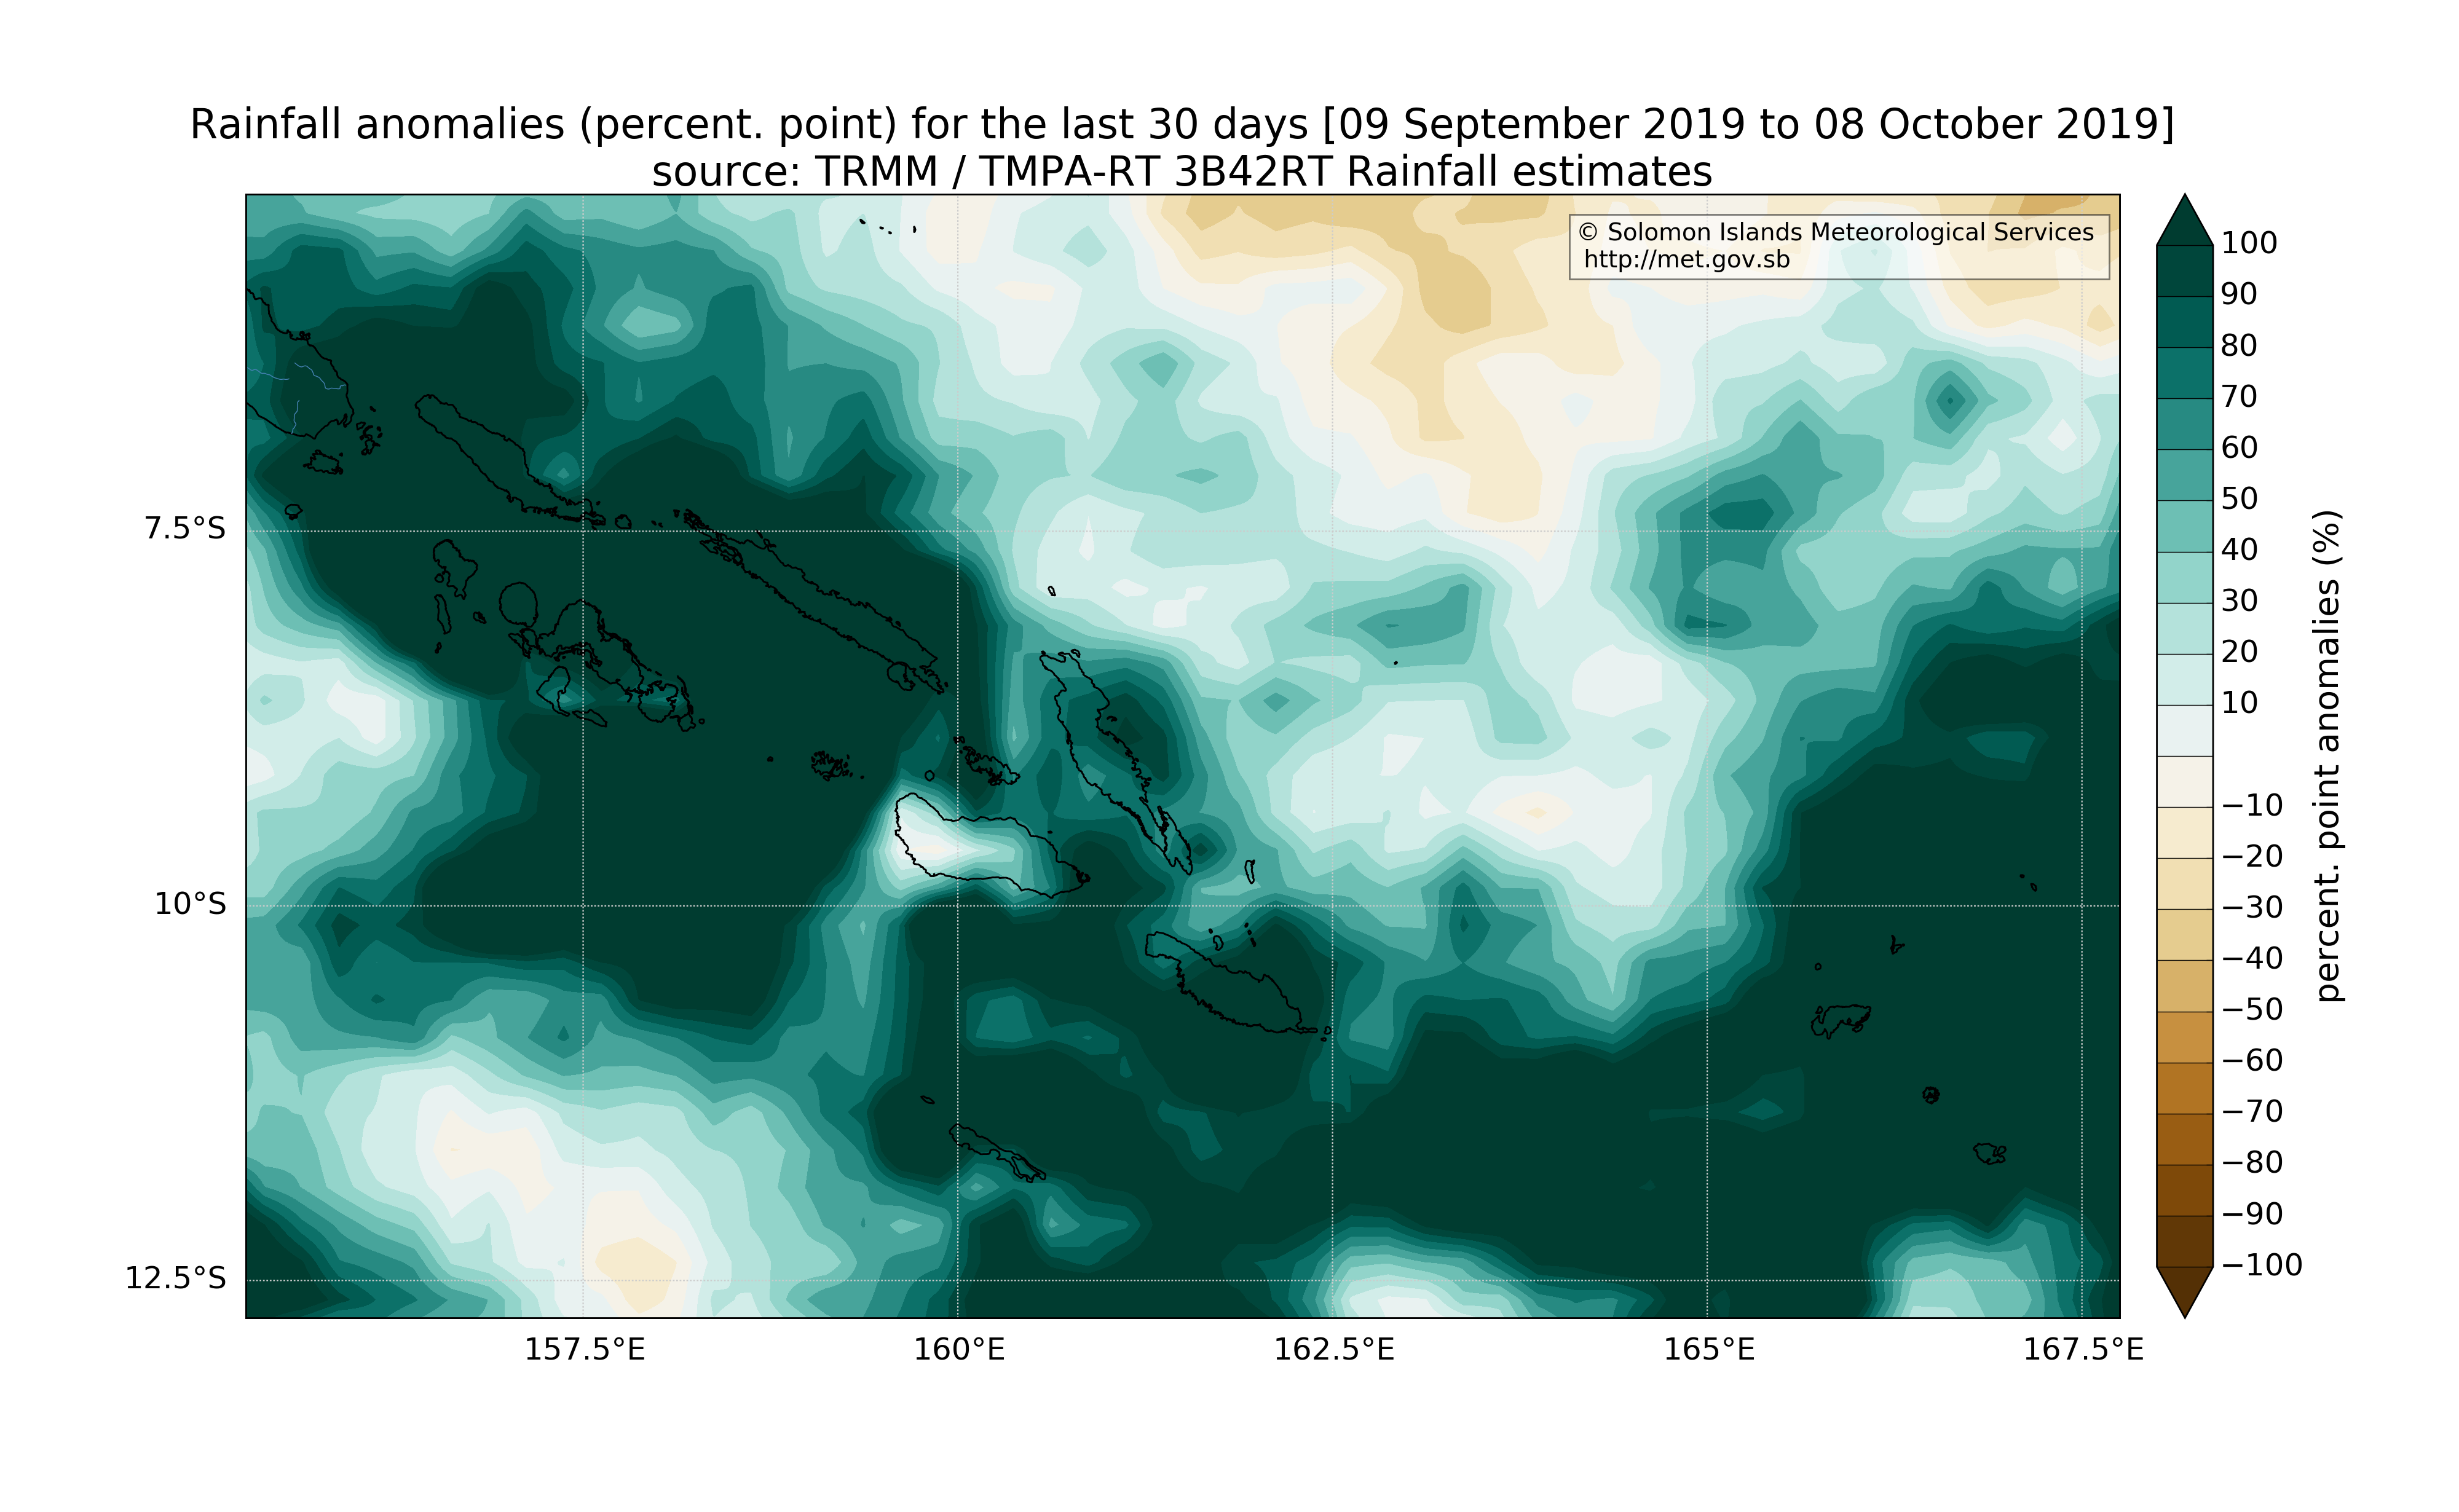 Rainfall anomalies (percent. point) for the last 30 days [09 September 2019 to 08 October 2019]
source: TRMM / TMPA-RT 3B42RT Rainfall estimates
© Solomon Islands Meteorological Services
http://met.gov.sb
7.5°S
10°S
12.5°S
157.5°E
160°E
162.5°E
165°E
167.5°E
100
90
80
70
60
50
40
30
20
10
−10
−20
−30
−40
−50
−60
−70
−80
−90
−100
percent. point anomalies (%)